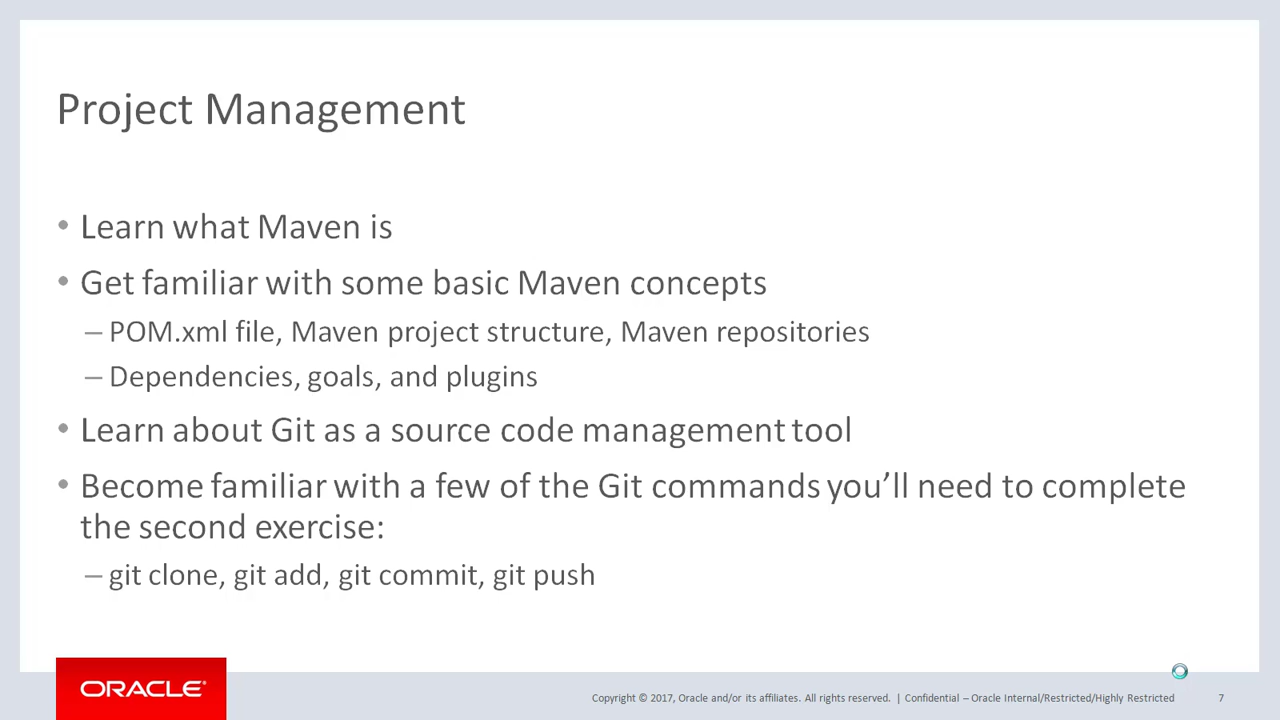 Project Management
• Learn what Maven is
• Get familiar with some basic Maven concepts
– POM.xml file, Maven project structure, Maven repositories
– Dependencies, goals, and plugins
• Learn about Git as a source code management tool
• Become familiar with a few of the Git commands you’ll need to complete
the second exercise:
– git clone, git add, git commit, git push
ORACLE®
Copyright © 2017, Oracle and/or its affiliates. All rights reserved. | Confidential – Oracle Internal/Restricted/Highly Restricted 7